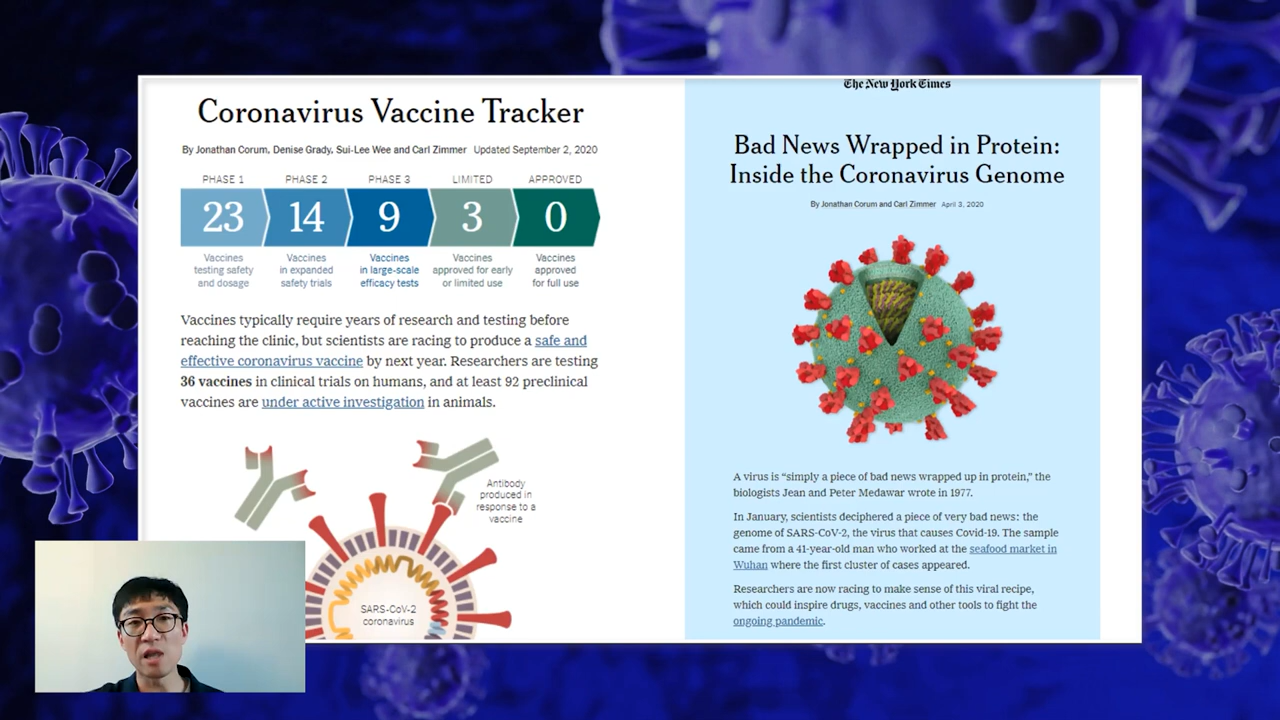 Coronavirus Vaccine Tracker
By Jonathan Corum, Denise Grady, Sui-Lee Wee and Carl Zimmer Updated September 2, 2020
PHASE 1 PHASE 2 PHASE 3 LIMITED APPROVED
23 14 9 3 0
Vaccines Vaccines Vaccines Vaccines Vaccines
testing safety in expanded in large-scale approved for early approved
and dosage safety trials efficacy tests or limited use for full use
Vaccines typically require years of research and testing before
reaching the clinic, but scientists are racing to produce a safe and
effective coronavirus vaccine by next year. Researchers are testing
36 vaccines in clinical trials on humans, and at least 92 preclinical
vaccines are under active investigation in animals.
Antibody
produced in
response to a
vaccine
SARS-CoV-2
coronavirus
The New York Times
Bad News Wrapped in Protein:
Inside the Coronavirus Genome
By Jonathan Corum and Carl Zimmer April 3, 2020
A virus is “simply a piece of bad news wrapped up in protein,” the
biologists Jean and Peter Medawar wrote in 1977.
In January, scientists deciphered a piece of very bad news: the
genome of SARS-CoV-2, the virus that causes Covid-19. The sample
came from a 41-year-old man who worked at the seafood market in
Wuhan where the first cluster of cases appeared.
Researchers are now racing to make sense of this viral recipe,
which could inspire drugs, vaccines and other tools to fight the
ongoing pandemic.